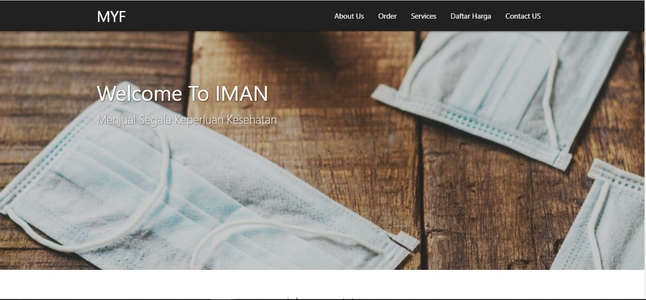 MYF
About Us Order Services Daftar Harga Contact US
Welcome To IMAN
Menjual Segala Keperluan Kesehatan